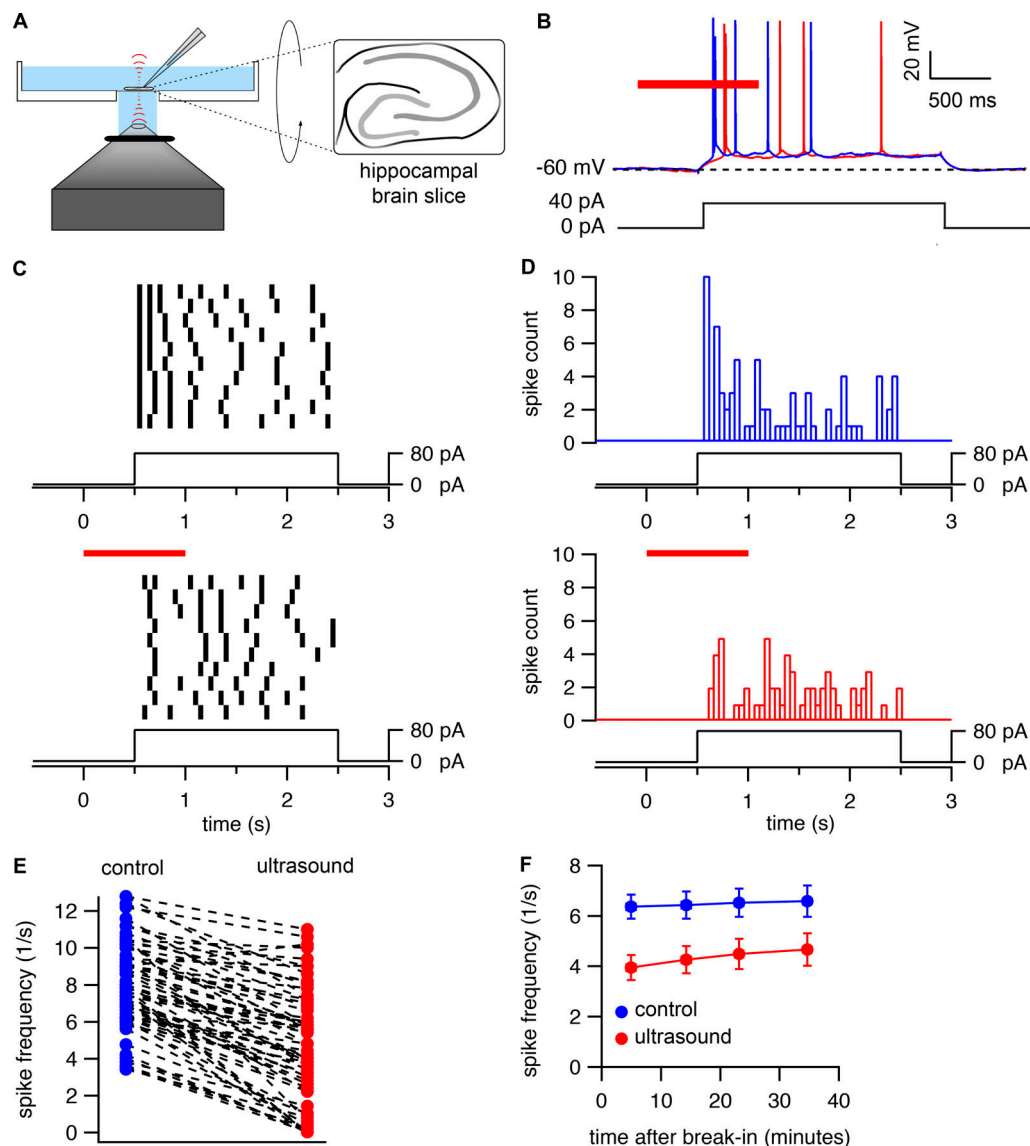 A
hippocampal
brain slice
B
20 mV
500 ms
-60 mV
40 pA
0 pA
C
80 pA
0 pA
0 1 2 3
80 pA
0 pA
0 1 2 3
time (s)
D
10
8
6
4
2
0
spike count
80 pA
0 pA
0 1 2 3
10
8
6
4
2
0
spike count
80 pA
0 pA
0 1 2 3
time (s)
E
control ultrasound
12
10
8
6
4
2
0
spike frequency (1/s)
F
8
6
4
2
0
spike frequency (1/s)
control
ultrasound
0 10 20 30 40
time after break-in (minutes)